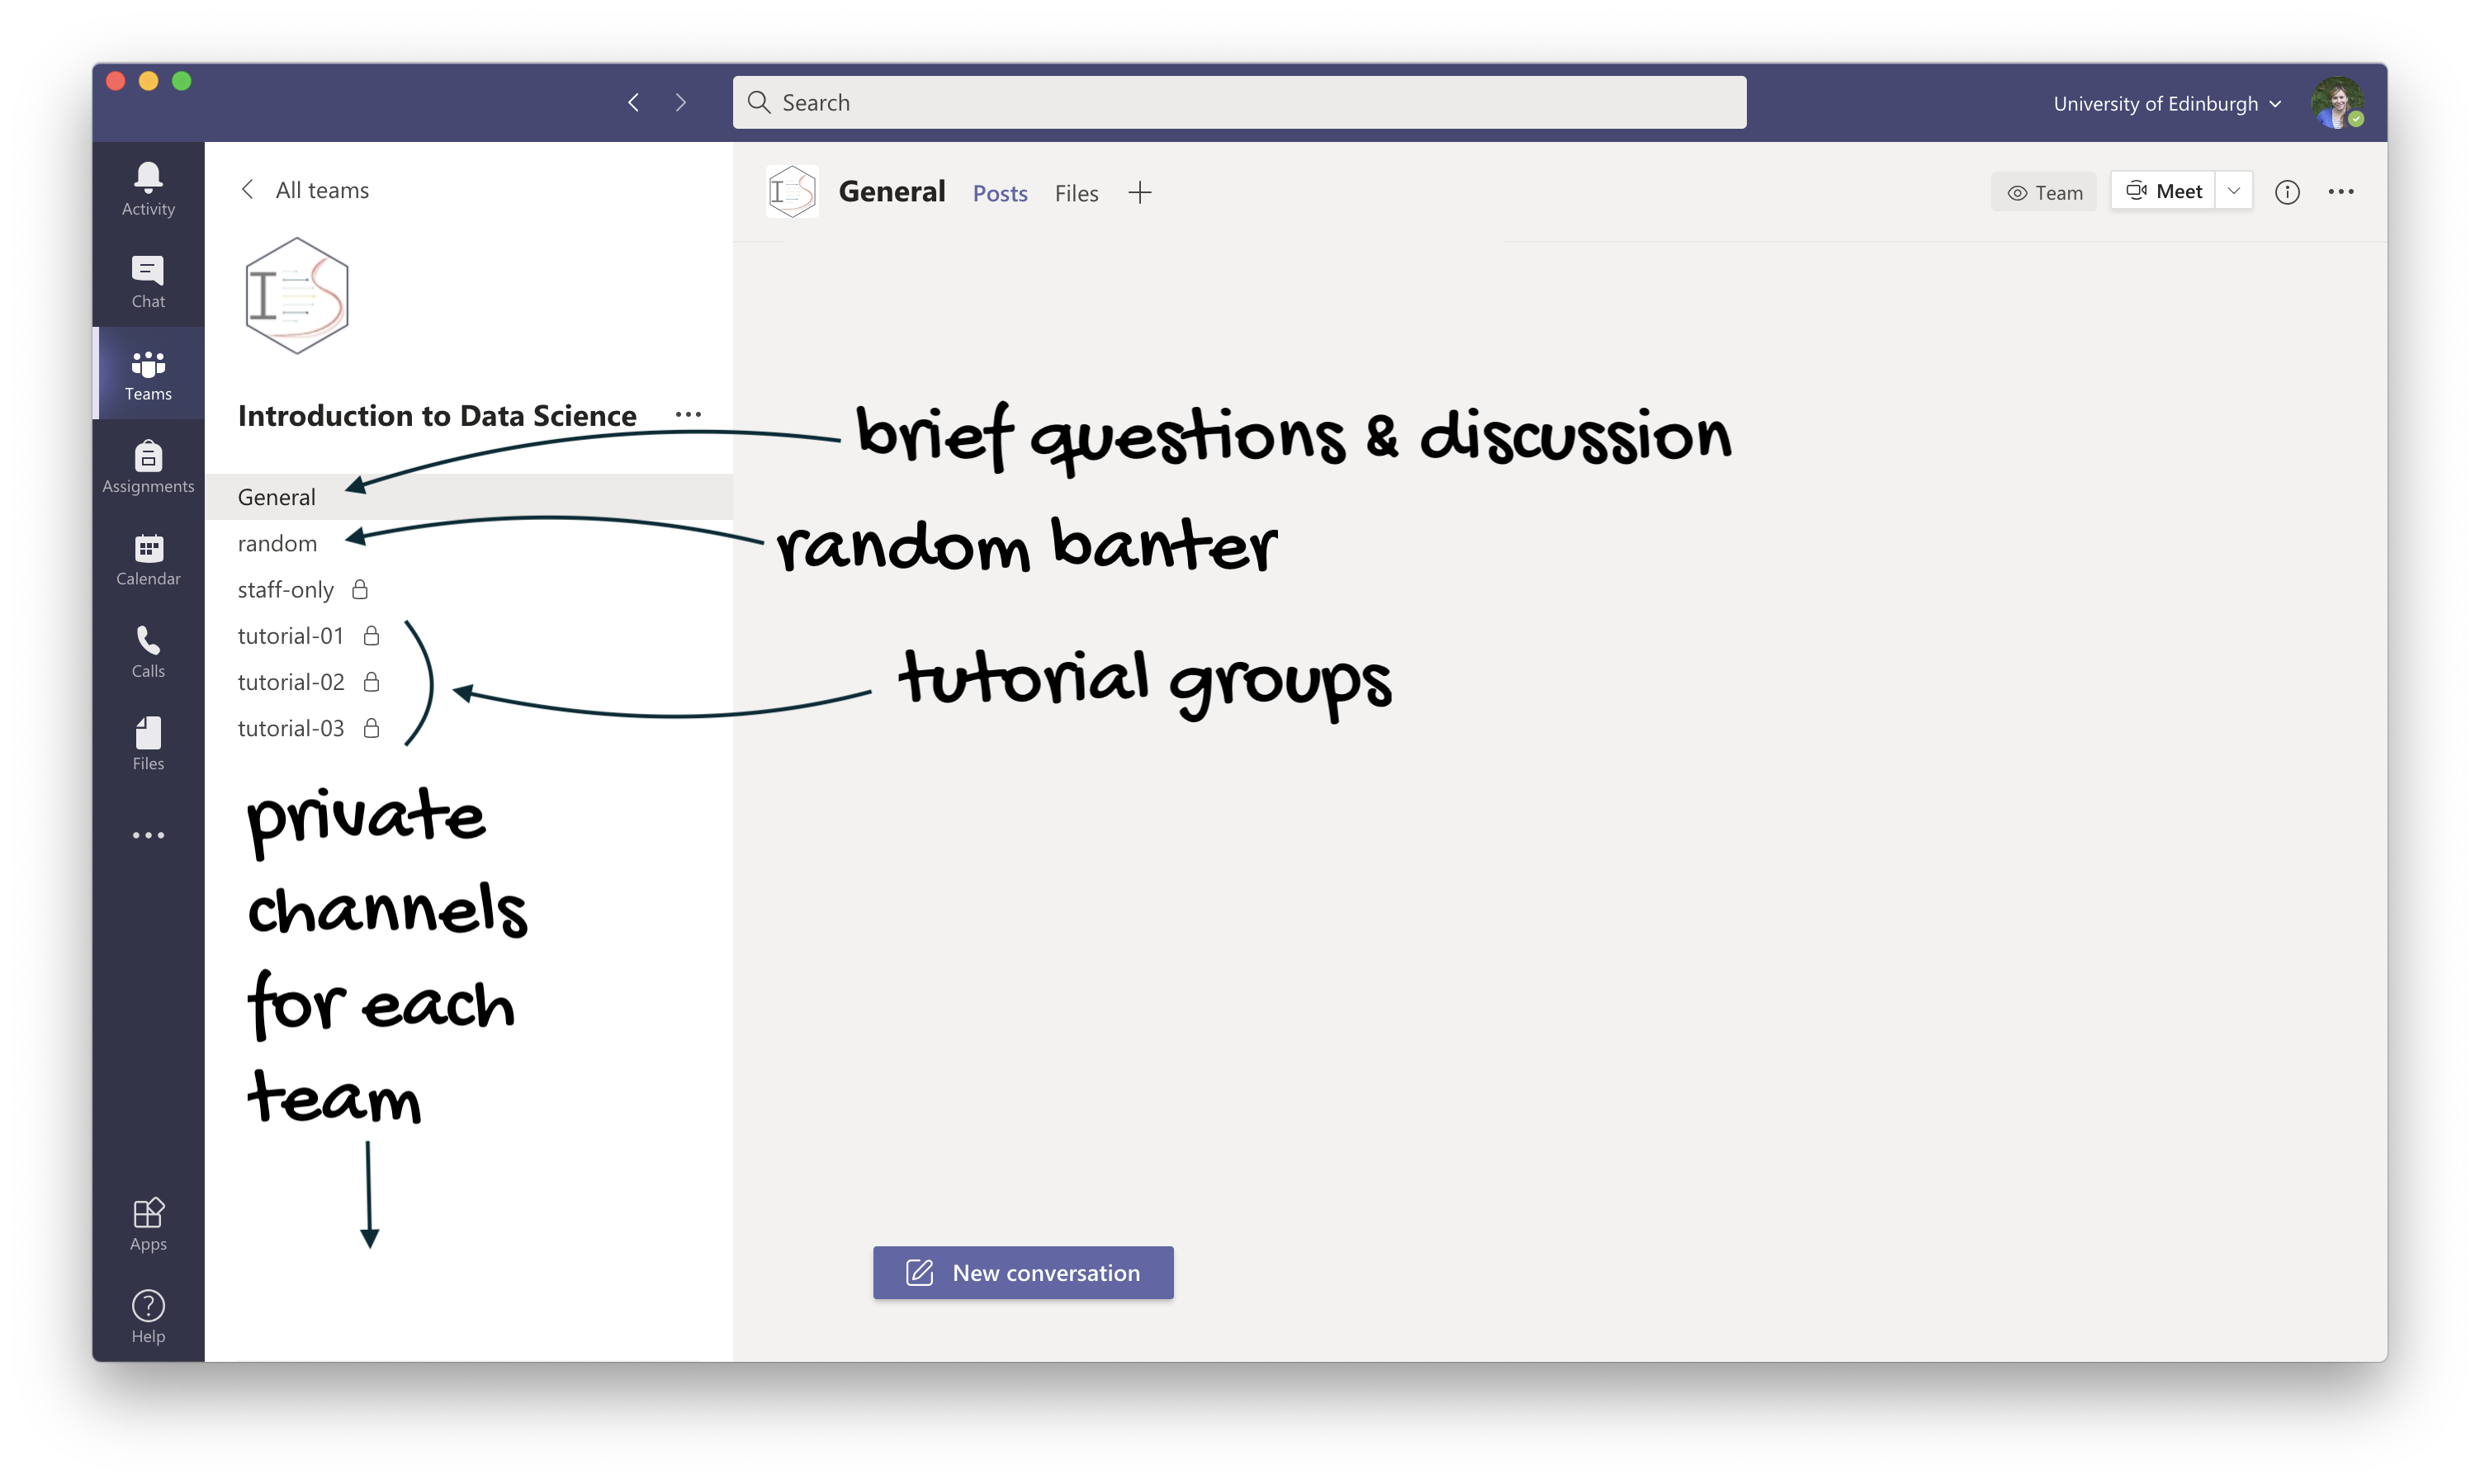 Search
University of Edinburgh
Activity
Chat
Teams
Assignments
Calendar
Calls
Files
Apps
Help
All teams
IS
Introduction to Data Science
General
random
staff-only
tutorial-01
tutorial-02
tutorial-03
private
channels
for each
team
IS
General Posts Files
Team Meet
brief questions & discussion
random banter
tutorial groups
New conversation